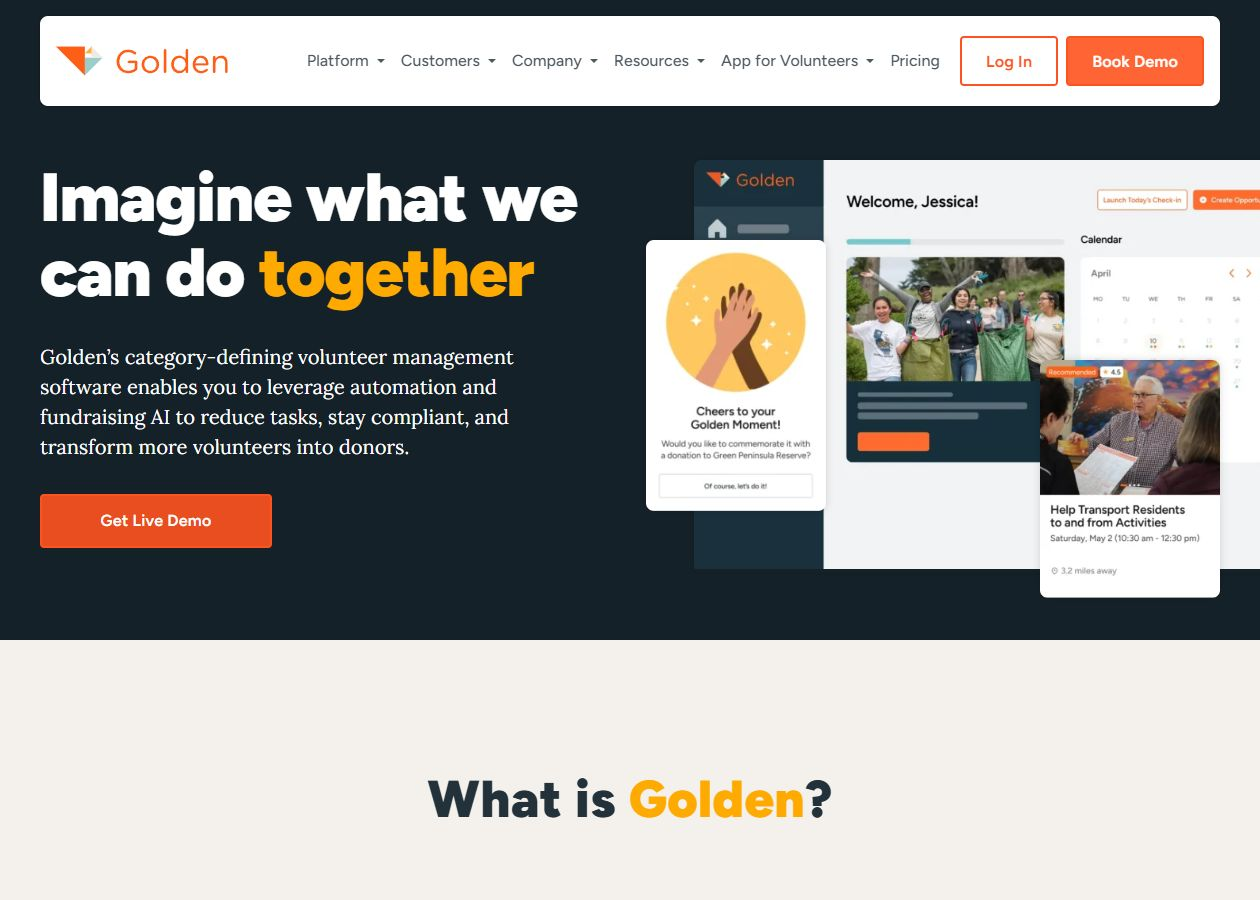 Golden
Platform
Customers
Company
Resources
App for Volunteers
Pricing
Log In
Book Demo
Imagine what we
can do together
Golden’s category-defining volunteer management
software enables you to leverage automation and
fundraising AI to reduce tasks, stay compliant, and
transform more volunteers into donors.
Get Live Demo
Golden
Welcome, Jessica!
Launch Today's Check-in
Create Opportu
Calendar
April
MO TU WE TH FR SA
10
Cheers to your
Golden Moment!
Would you like to commemorate it with
a donation to Green Peninsula Reserve?
Of course, let's do it!
Recommended
4.5
Help Transport Residents
to and from Activities
Saturday, May 2 (10:30 am - 12:30 pm)
3.2 miles away
What is Golden?